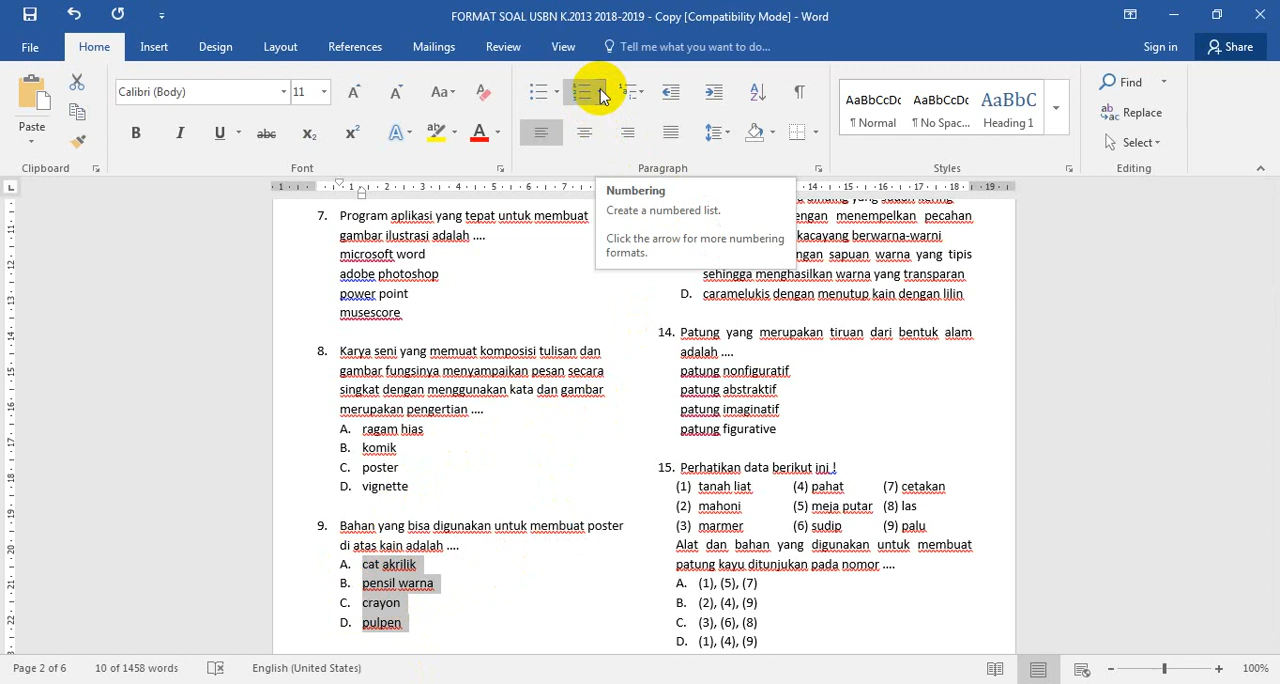 FORMAT SOAL USBN K.2013 2018-2019 - Copy [Compatibility Mode] - Word
File Home Insert Design Layout References Mailings Review View Tell me what you want to do... Sign in Share
Paste
Clipboard
Calibri (Body) 11
Font
Paragraph
AaBbCcDc AaBbCcDc AaBbC
¶ Normal ¶ No Spac... Heading 1
Styles
Find
Replace
Select
Editing
Numbering
Create a numbered list.
Click the arrow for more numbering
formats.
7. Program aplikasi yang tepat untuk membuat
gambar ilustrasi adalah ....
microsoft word
adobe photoshop
power point
musescore
8. Karya seni yang memuat komposisi tulisan dan
gambar fungsinya menyampaikan pesan secara
singkat dengan menggunakan kata dan gambar
merupakan pengertian ....
A. ragam hias
B. komik
C. poster
D. vignette
9. Bahan yang bisa digunakan untuk membuat poster
di atas kain adalah ....
A. cat akrilik
B. pensil warna
C. crayon
D. pulpen
menempelkan pecahan
kacayang berwarna-warni
sapuan warna yang tipis
sehingga menghasilkan warna yang transparan
D. caramelukis dengan menutup kain dengan lilin
14. Patung yang merupakan tiruan dari bentuk alam
adalah ....
patung nonfiguratif
patung abstraktif
patung imaginatif
patung figurative
15. Perhatikan data berikut ini !
(1) tanah liat (4) pahat (7) cetakan
(2) mahoni (5) meja putar (8) las
(3) marmer (6) sudip (9) palu
Alat dan bahan yang digunakan untuk membuat
patung kayu ditunjukan pada nomor ....
A. (1), (5), (7)
B. (2), (4), (9)
C. (3), (6), (8)
D. (1), (4), (9)
Page 2 of 6 10 of 1458 words English (United States) 100%